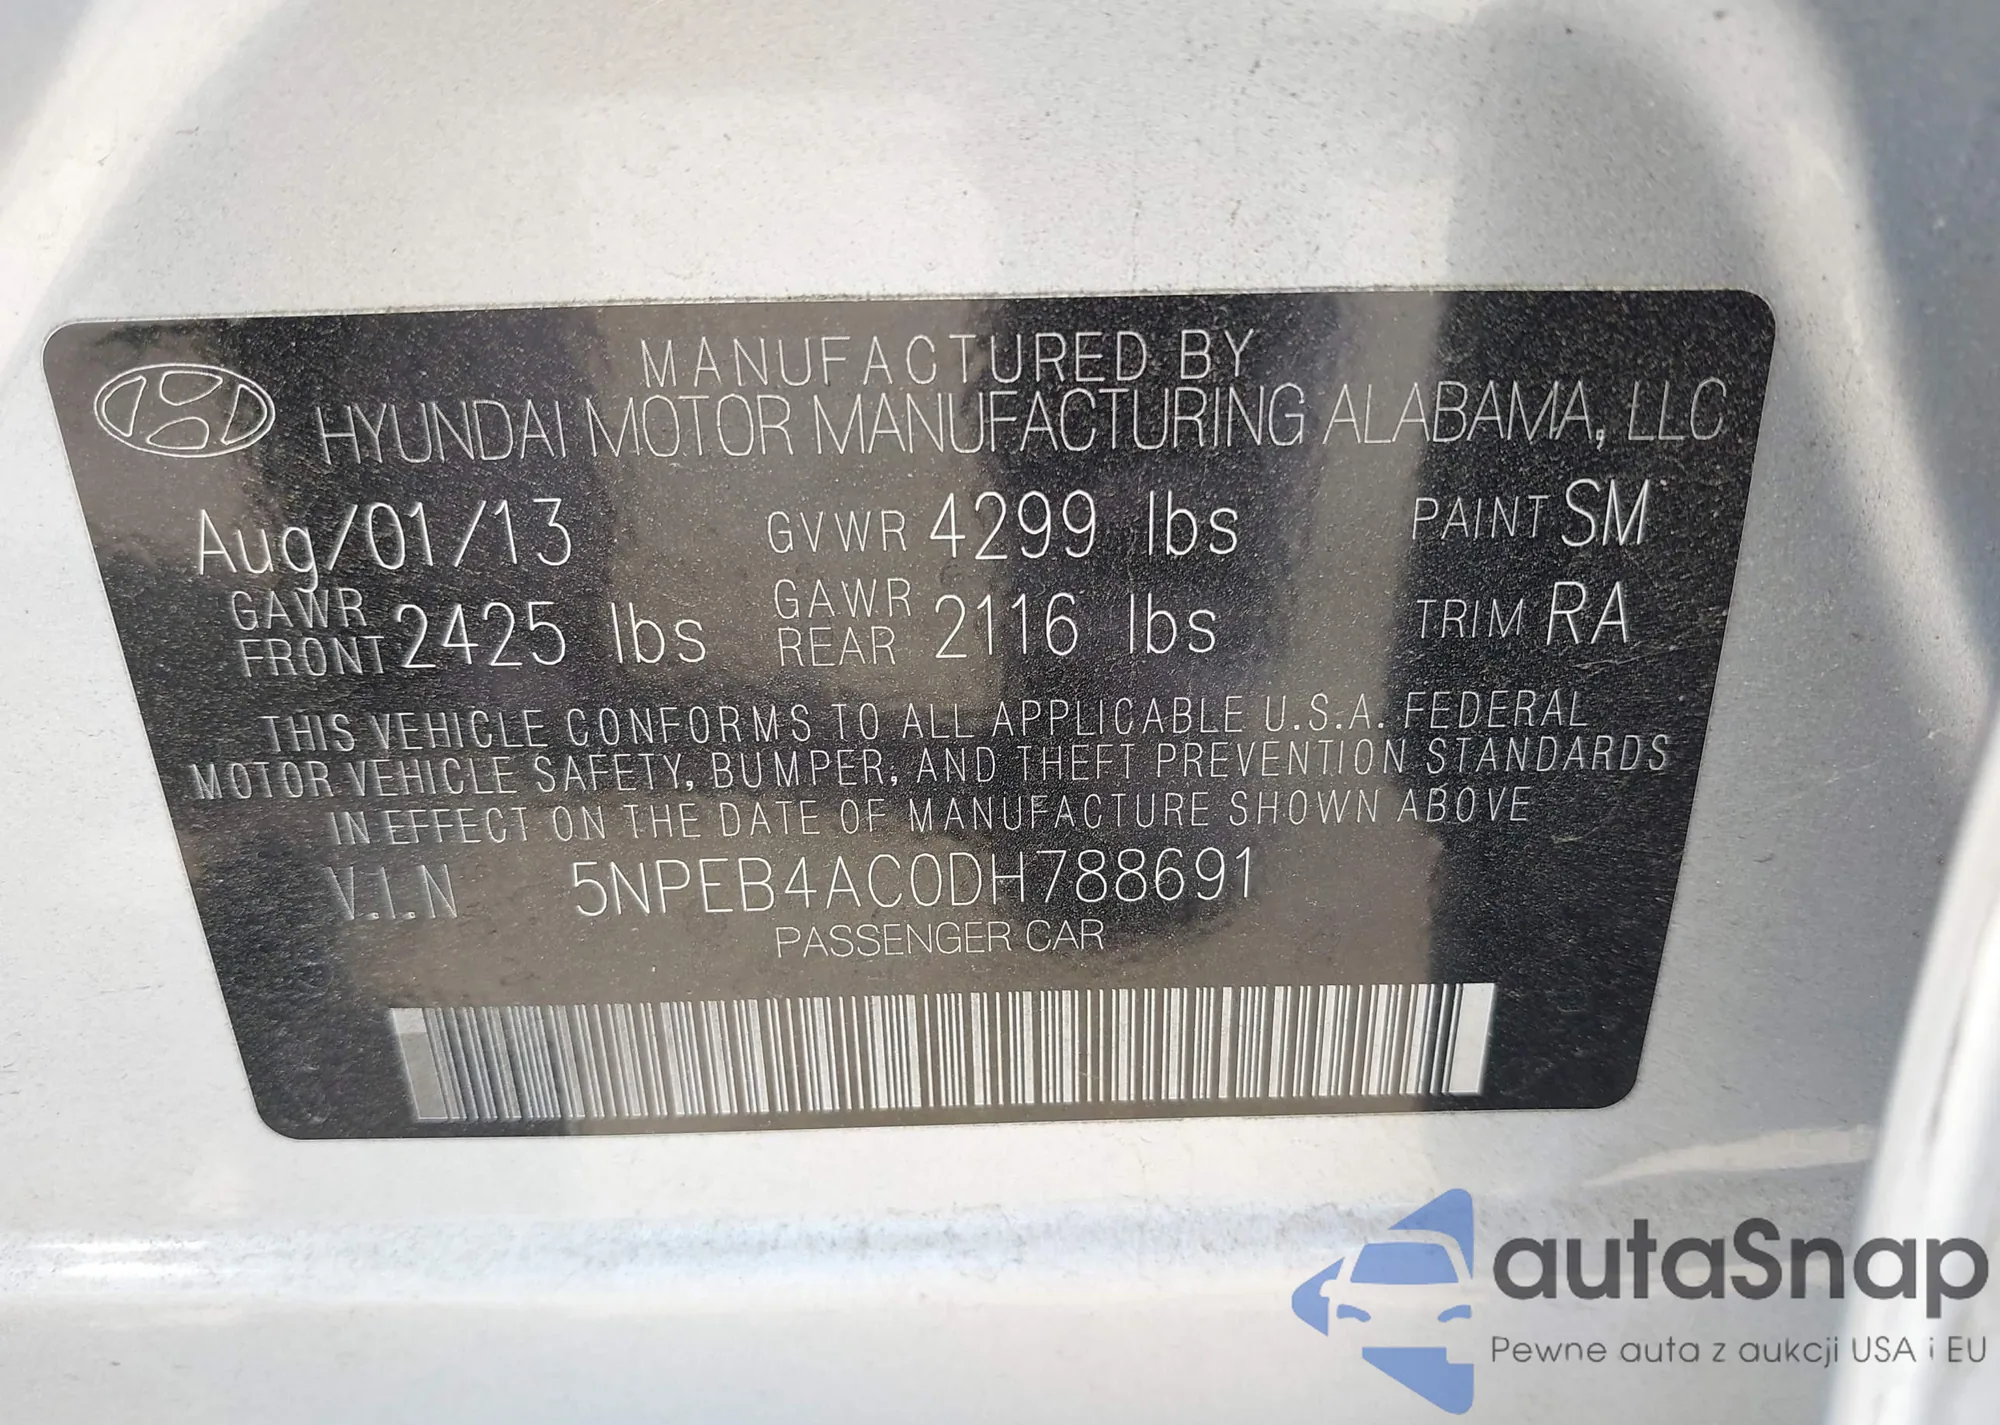 MANUFACTURED BY
HYUNDAI MOTOR MANUFACTURING ALABAMA, LLC
Aug/01/13 GVWR 4299 lbs PAINT SM
GAWR FRONT 2425 lbs GAWR REAR 2116 lbs TRIM RA
THIS VEHICLE CONFORMS TO ALL APPLICABLE U.S.A. FEDERAL
MOTOR VEHICLE SAFETY, BUMPER, AND THEFT PREVENTION STANDARDS
IN EFFECT ON THE DATE OF MANUFACTURE SHOWN ABOVE
V.I.N 5NPEB4AC0DH788691
PASSENGER CAR
autaSnap
Pewne auta z aukcji USA i EU